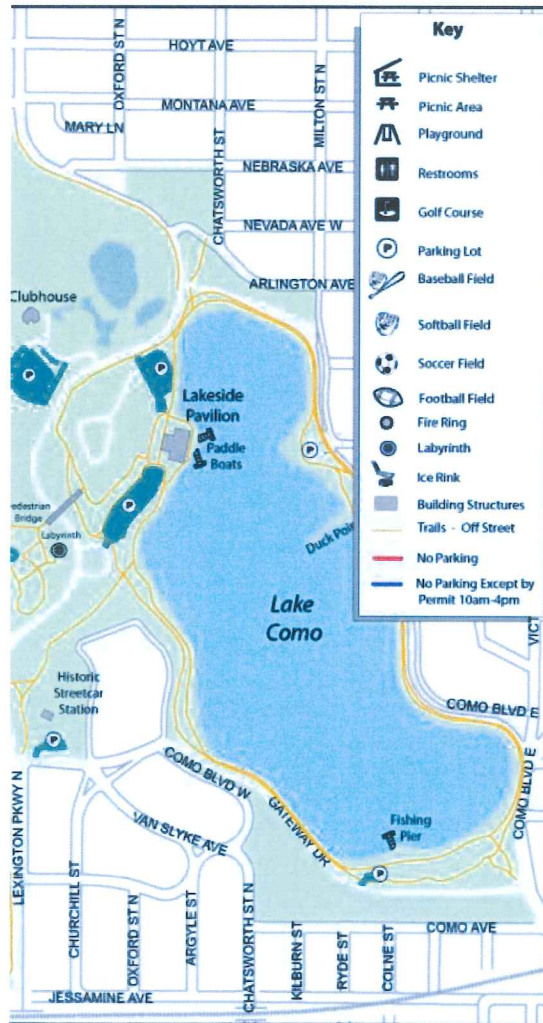 OXFORD ST N
HOYT AVE
MONTANA AVE
MARY LN
CHATSWORTH ST
MILTON ST N
NEBRASKA AVE
NEVADA AVE W
ARLINGTON AVE
Clubhouse
P
P
Lakeside
Pavilion
Paddle
Boats
P
P
Bridge
Labyrinth
Duck
Lake
Como
Historic
Streetcar
Station
P
COMO BLVD W
GATEWAY DR
VAN SLYKE AVE
Fishing
Pier
P
COMO BLVD E
COMO BLVD E
LEXINGTON PKWY N
CHURCHILL ST
OXFORD ST N
ARGYLE ST
CHATSWORTH ST N
KILBURN ST
RYDE ST
COLNE ST
COMO AVE
JESSAMINE AVE
Key
Picnic Shelter
Picnic Area
Playground
Restrooms
Golf Course
P Parking Lot
Baseball Field
Softball Field
Soccer Field
Football Field
Fire Ring
Labyrinth
Ice Rink
Building Structures
Trails - Off Street
No Parking
No Parking Except by
Permit 10am-4pm